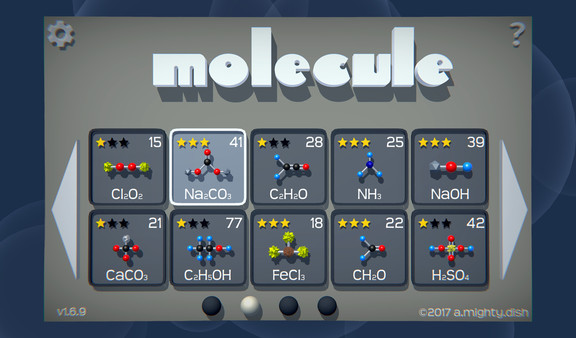 ?
molecule
15 41 28 25 39
Cl₂O₂ Na₂CO₃ C₂H₂O NH₃ NaOH
21 77 18 22 42
CaCO₃ C₂H₅OH FeCl₃ CH₂O H₂SO₄
v1.6.9 ©2017 a.mighty.dish